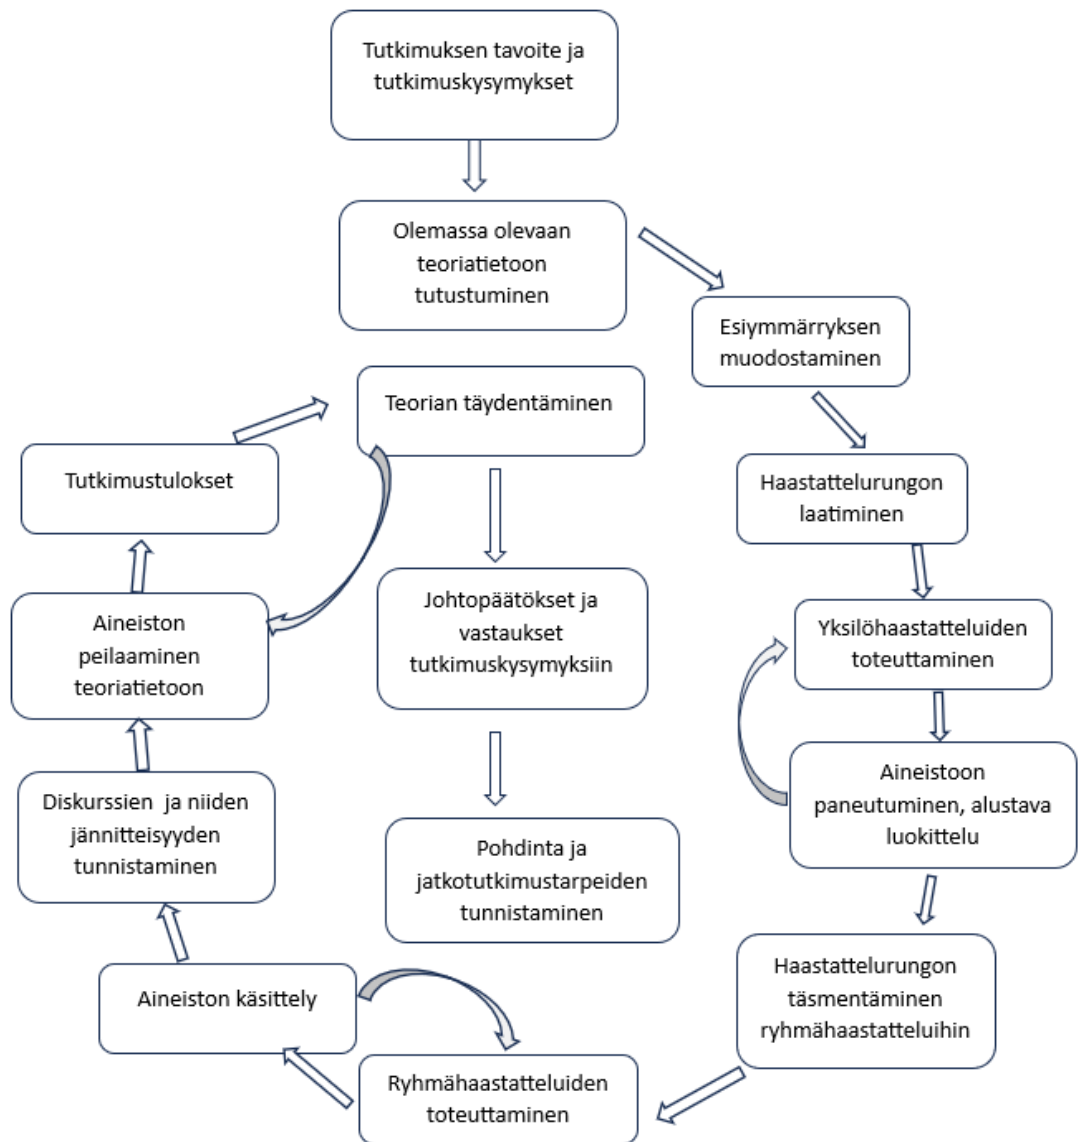 Tutkimuksen tavoite ja
tutkimuskysymykset
Olemassa olevaan
teoriatietoon
tutustuminen
Esiymmärryksen
muodostaminen
Haastattelurungon
laatiminen
Yksilöhaastatteluiden
toteuttaminen
Aineistoon
paneutuminen, alustava
luokittelu
Haastattelurungon
täsmentäminen
ryhmähaastatteluihin
Ryhmähaastatteluiden
toteuttaminen
Aineiston käsittely
Diskurssien  ja niiden
jännitteisyyden
tunnistaminen
Aineiston
peilaaminen
teoriatietoon
Tutkimustulokset
Teorian täydentäminen
Johtopäätökset ja
vastaukset
tutkimuskysymyksiin
Pohdinta ja
jatkotutkimustarpeiden
tunnistaminen